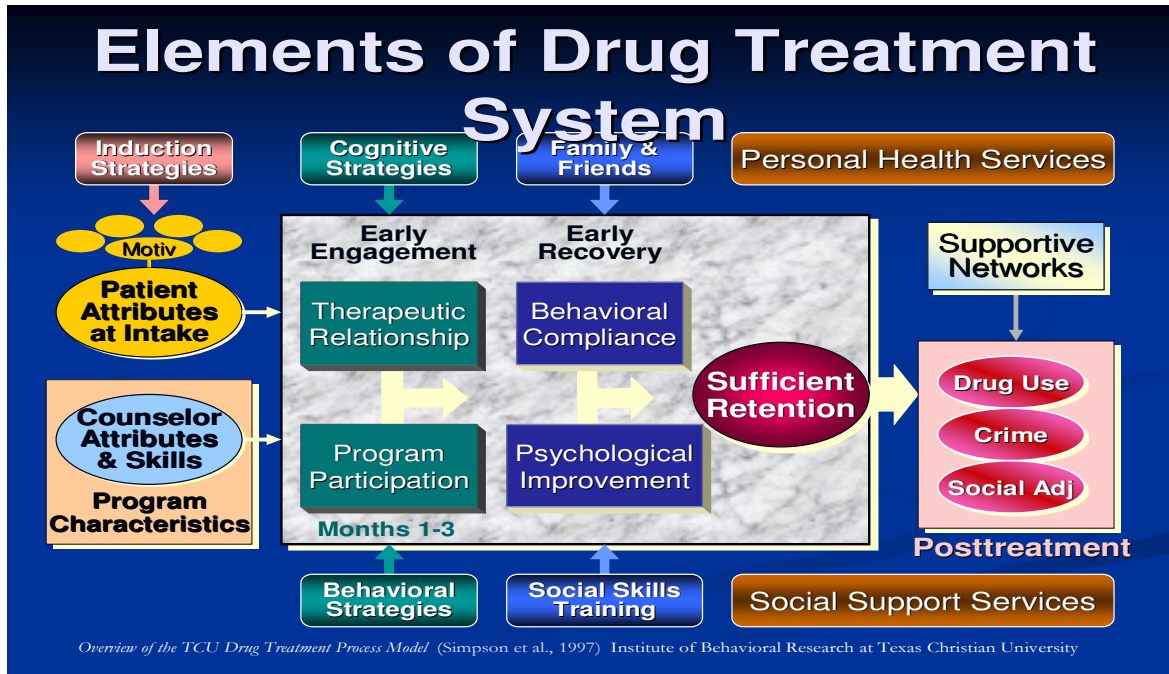 Elements of Drug Treatment
System
Induction
Strategies
Cognitive
Strategies
Family &
Friends
Personal Health Services
Motiv
Patient
Attributes
at Intake
Early
Engagement
Early
Recovery
Supportive
Networks
Therapeutic
Relationship
Behavioral
Compliance
Sufficient
Retention
Drug Use
Crime
Social Adj
Counselor
Attributes
& Skills
Program
Characteristics
Program
Participation
Psychological
Improvement
Months 1-3
Posttreatment
Behavioral
Strategies
Social Skills
Training
Social Support Services
Overview of the TCU Drug Treatment Process Model (Simpson et al., 1997) Institute of Behavioral Research at Texas Christian University